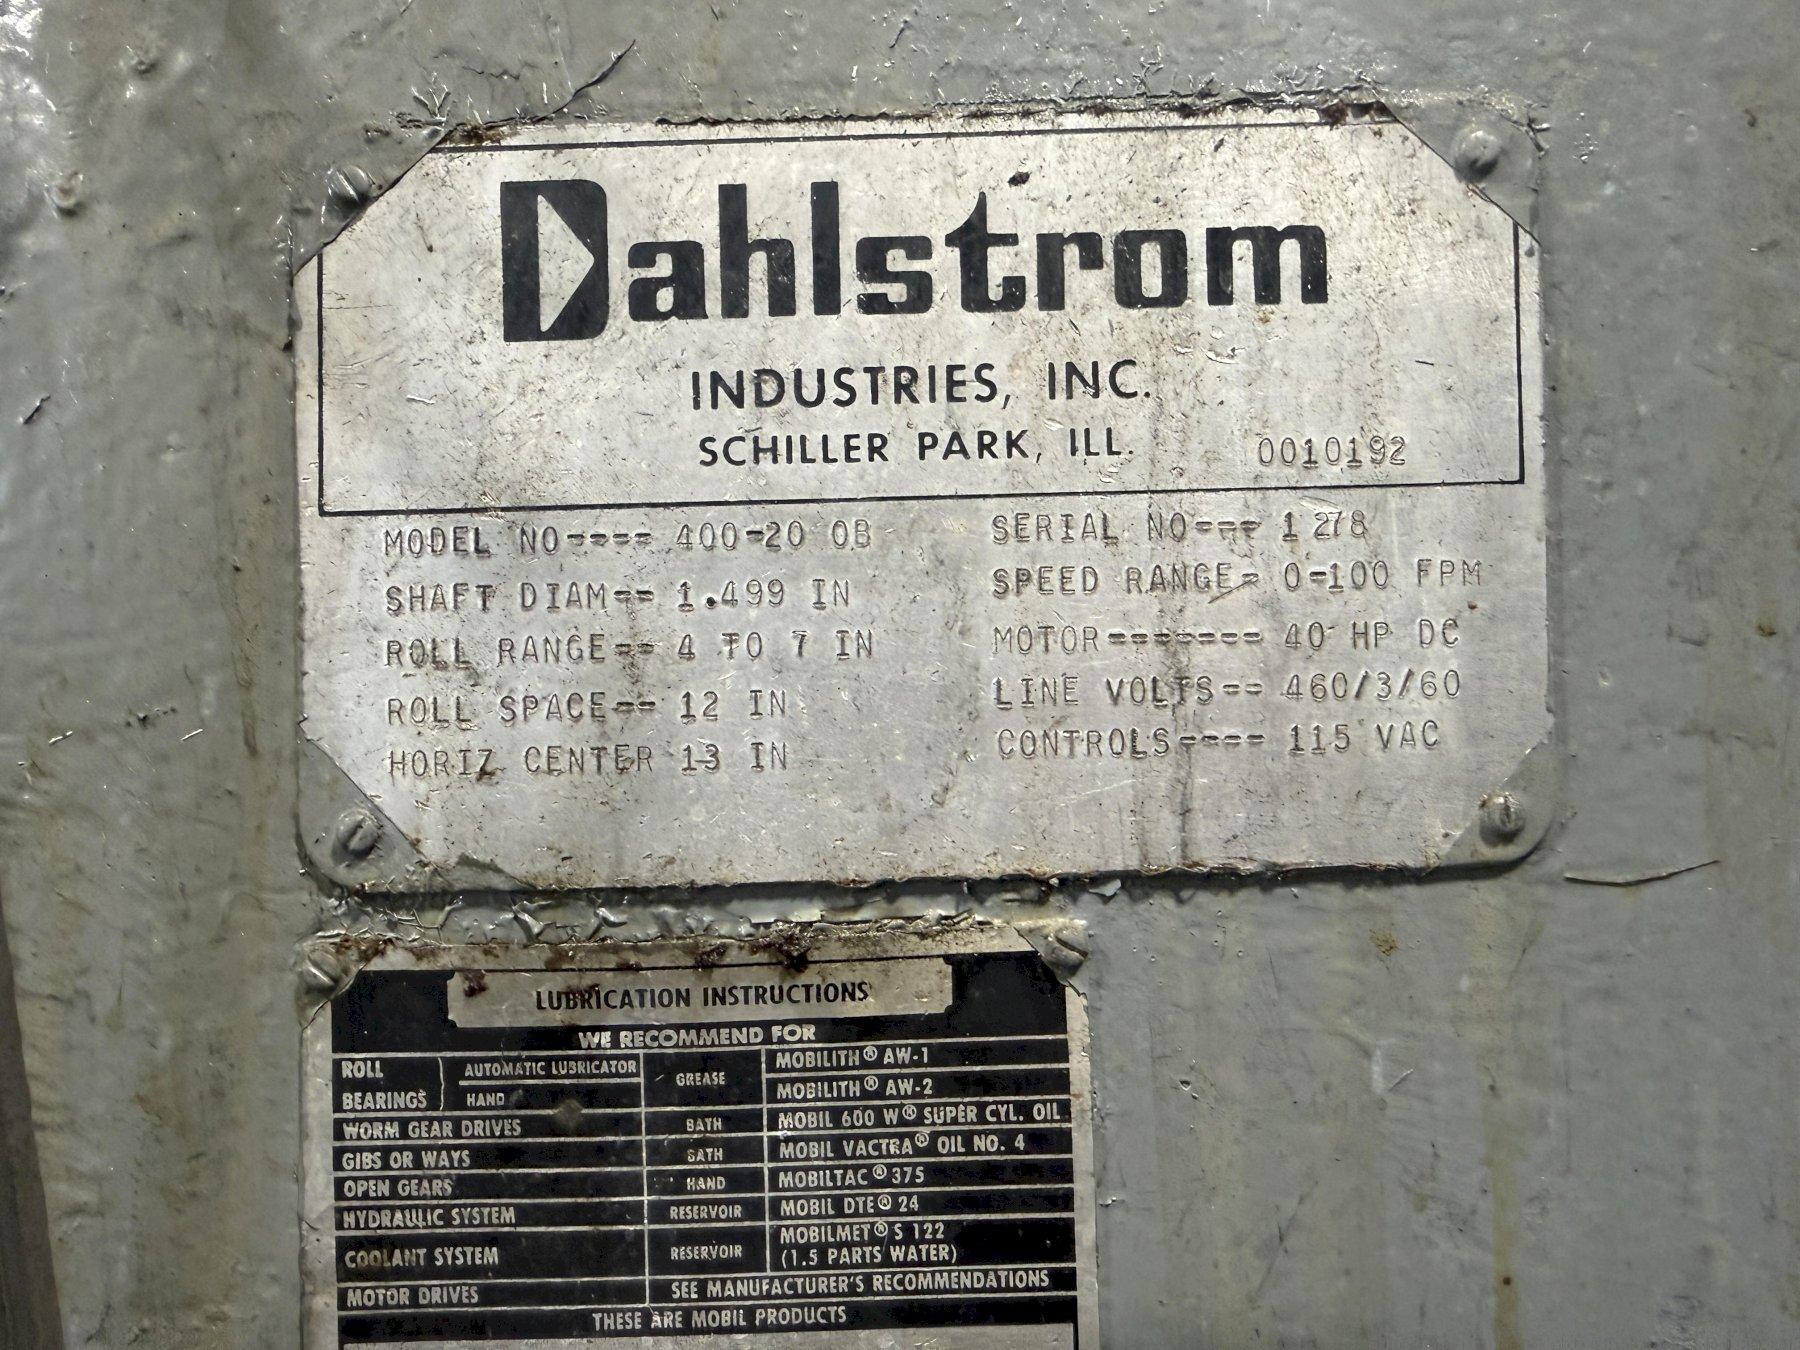 Dahlstrom
INDUSTRIES, INC.
SCHILLER PARK, ILL.
0010192
MODEL NO---- 400-20 OB
SHAFT DIAM-- 1.499 IN
ROLL RANGE-- 4 TO 7 IN
ROLL SPACE-- 12 IN
HORIZ CENTER 13 IN
SERIAL NO--- 1278
SPEED RANGE- 0-100 FPM
MOTOR------- 40 HP DC
LINE VOLTS-- 460/3/60
CONTROLS---- 115 VAC
LUBRICATION INSTRUCTIONS
WE RECOMMEND FOR
ROLL BEARINGS AUTOMATIC LUBRICATOR GREASE MOBILITH® AW-1
HAND MOBILITH® AW-2
WORM GEAR DRIVES BATH MOBIL 600 W® SUPER CYL. OIL
GIBS OR WAYS BATH MOBIL VACTRA® OIL NO. 4
OPEN GEARS HAND MOBILTAC® 375
HYDRAULIC SYSTEM RESERVOIR MOBIL DTE® 24
COOLANT SYSTEM RESERVOIR MOBILMET® S 122
(1.5 PARTS WATER)
MOTOR DRIVES SEE MANUFACTURER'S RECOMMENDATIONS
THESE ARE MOBIL PRODUCTS